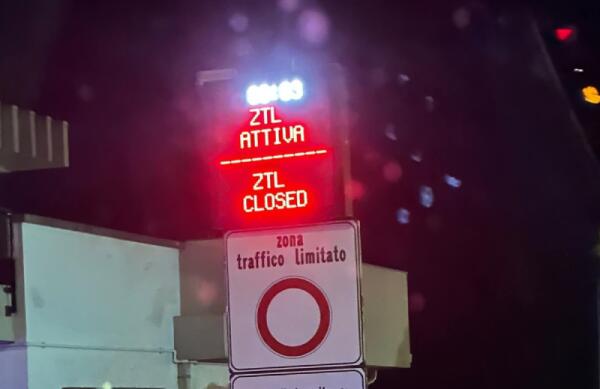 ZTL
ATTIVA
ZTL
CLOSED
zona
traffico limitato